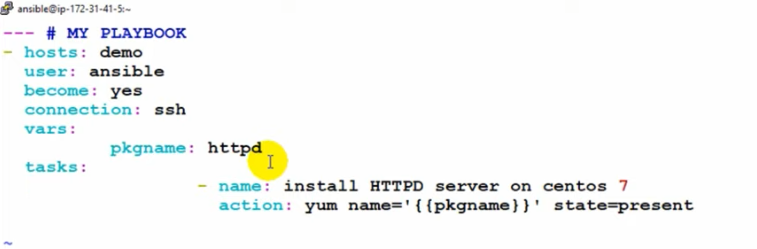 ansible@ip-172-31-41-5:~
--- # MY PLAYBOOK
- hosts: demo
  user: ansible
  become: yes
  connection: ssh
  vars:
          pkgname: httpd
  tasks:
                  - name: install HTTPD server on centos 7
                    action: yum name='{{pkgname}}' state=present
~